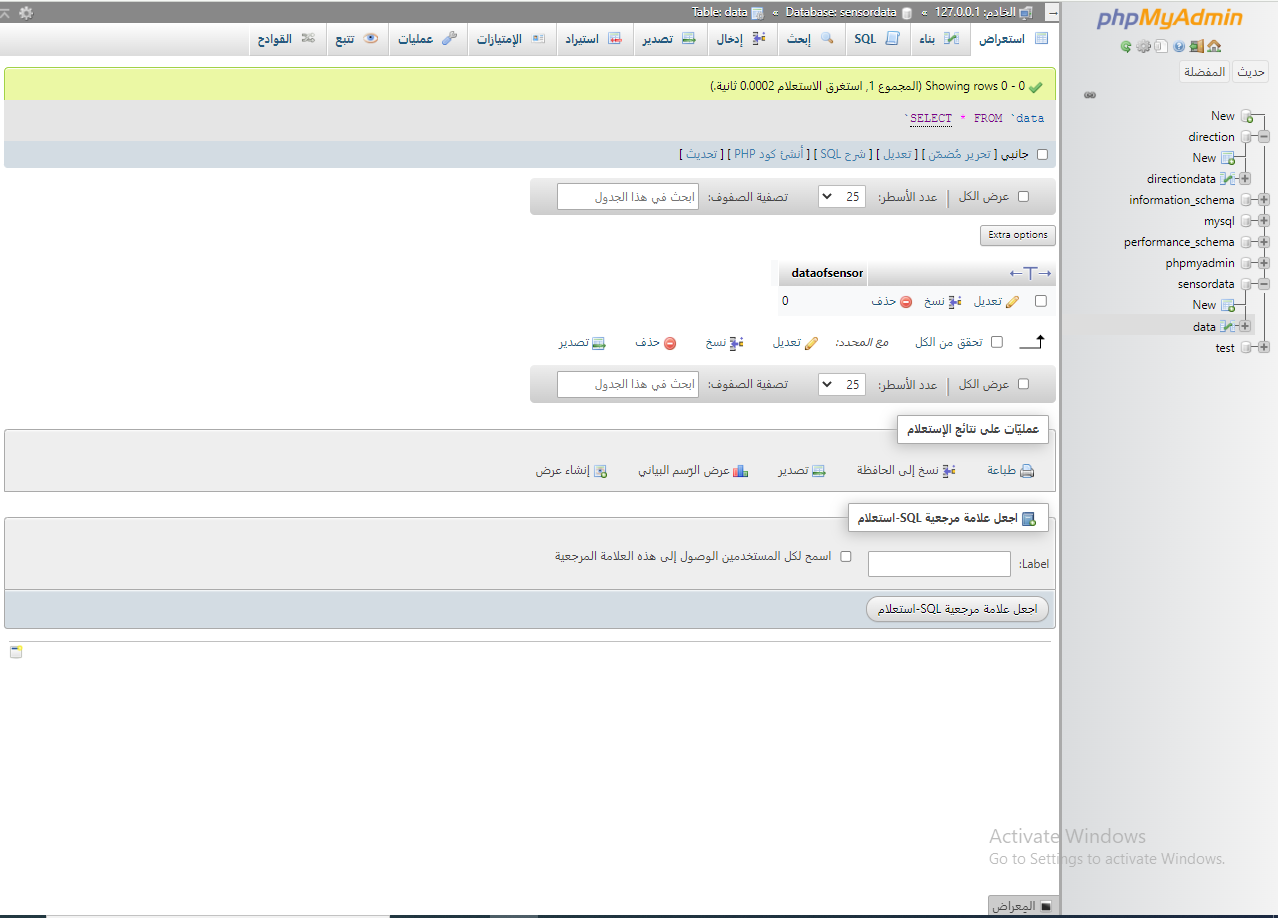 phpMyAdmin
حديث
المفضلة
New
direction
New
directiondata
information_schema
mysql
performance_schema
phpmyadmin
sensordata
New
data
test
الخادم: 127.0.0.1 » Database: sensordata » Table: data
استعراض بناء SQL إبحث إدخال تصدير استيراد الإمتيازات عمليات تتبع القوادح
Showing rows 0 - 0 (المجموع 1, استغرق الاستعلام 0.0002 ثانية.)
`SELECT * FROM `data
جانبي [ تحرير مُضمّن ] [ تعديل ] [ شرح SQL ] [ أنشئ كود PHP ] [ تحديث ]
عرض الكل | عدد الأسطر: 25 تصفية الصفوف: ابحث في هذا الجدول
Extra options
←T→ dataofsensor
تعديل نسخ حذف 0
تحقق من الكل مع المحدد: تعديل نسخ حذف تصدير
عرض الكل | عدد الأسطر: 25 تصفية الصفوف: ابحث في هذا الجدول
عمليّات على نتائج الإستعلام
طباعة نسخ إلى الحافظة تصدير عرض الرّسم البياني إنشاء عرض
اجعل علامة مرجعية SQL-استعلام
Label: اسمح لكل المستخدمين الوصول إلى هذه العلامة المرجعية
اجعل علامة مرجعية SQL-استعلام
Activate Windows
Go to Settings to activate Windows.
المِعراض